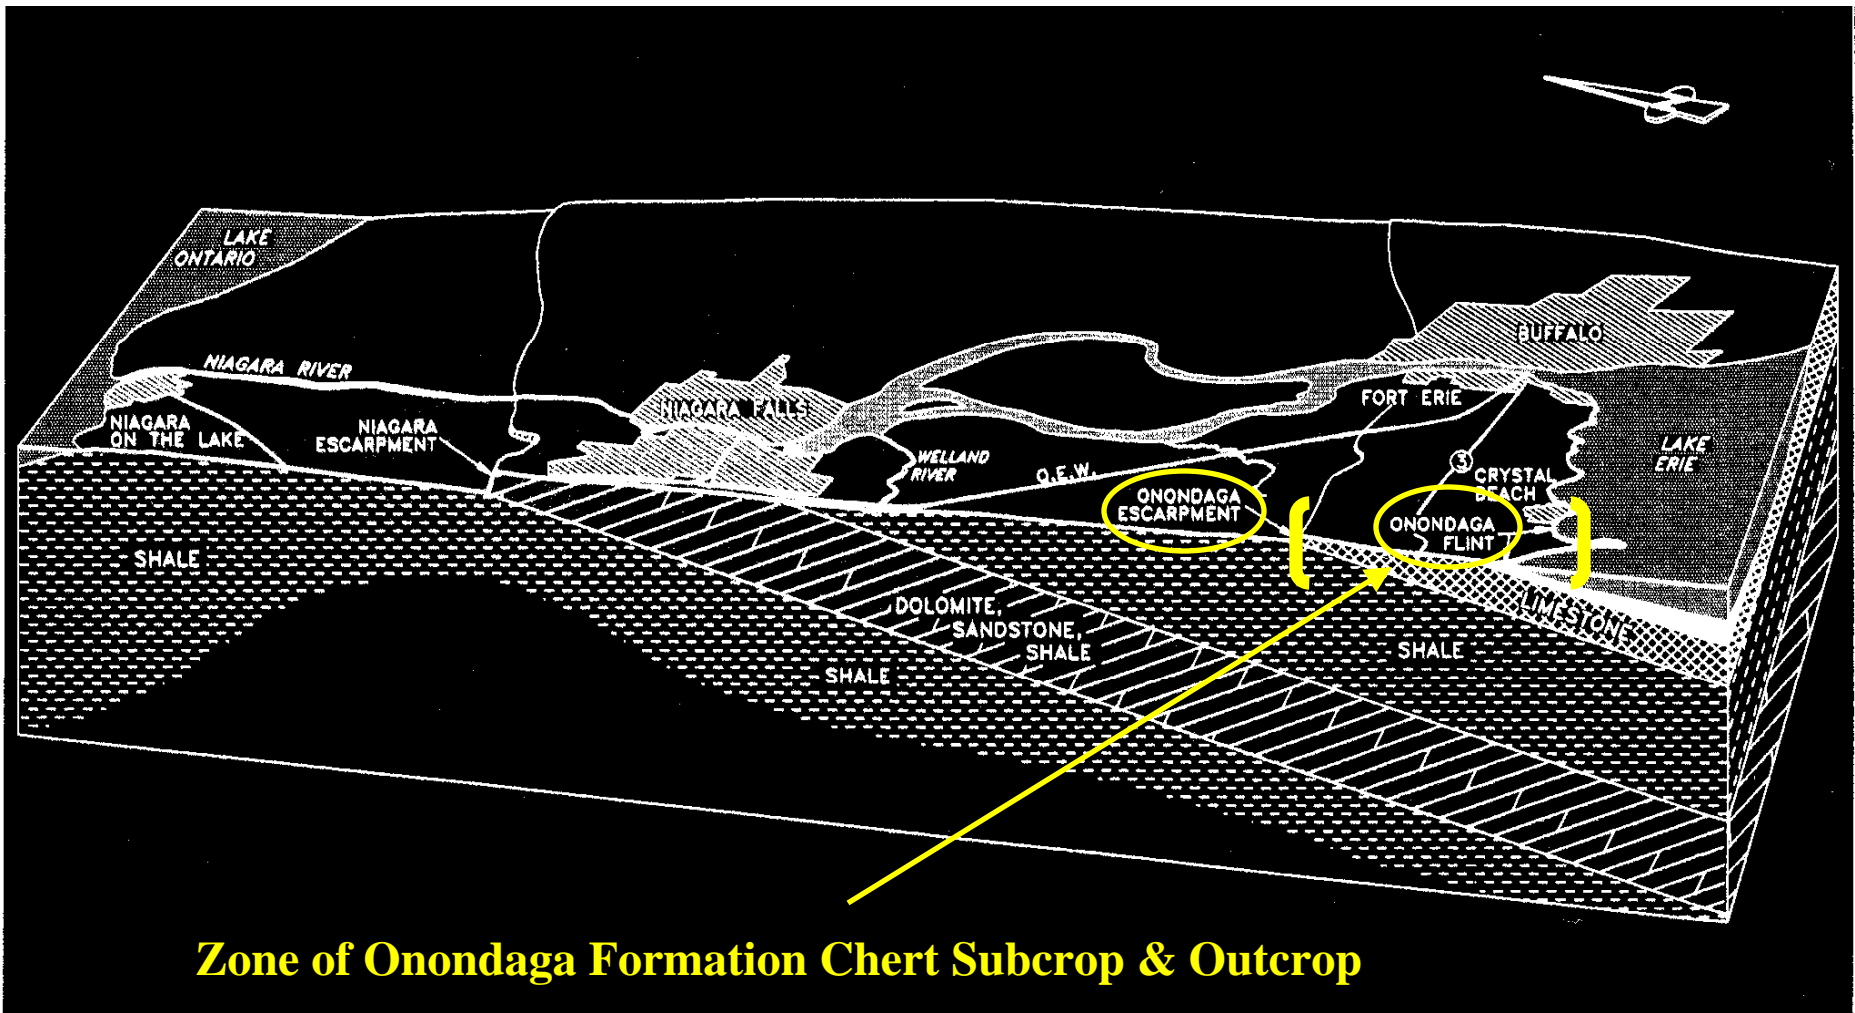 LAKE
ONTARIO
NIAGARA RIVER
BUFFALO
NIAGARA FALLS
FORT ERIE
NIAGARA
ON THE LAKE
NIAGARA
ESCARPMENT
WELLAND
RIVER
Q.E.W.
3
LAKE
ERIE
CRYSTAL
BEACH
ONONDAGA
ESCARPMENT
ONONDAGA
FLINT
SHALE
DOLOMITE,
SANDSTONE,
SHALE
LIMESTONE
SHALE
SHALE
Zone of Onondaga Formation Chert Subcrop & Outcrop